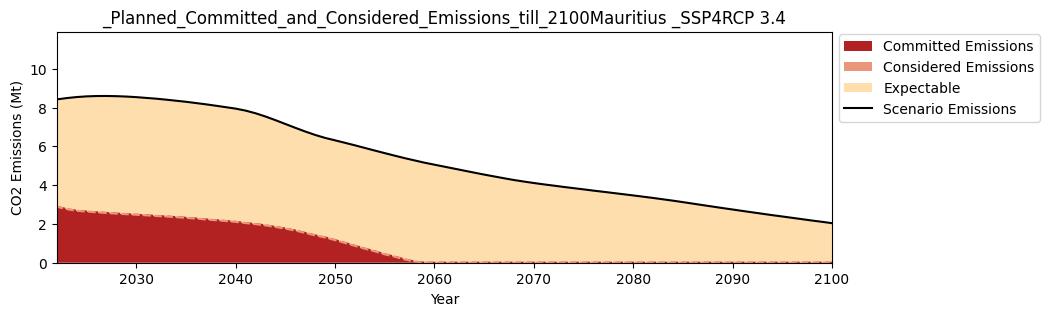 _Planned_Committed_and_Considered_Emissions_till_2100Mauritius _SSP4RCP 3.4
Committed Emissions
Considered Emissions
Expectable
Scenario Emissions
CO2 Emissions (Mt)
10
8
6
4
2
0
2030 2040 2050 2060 2070 2080 2090 2100
Year